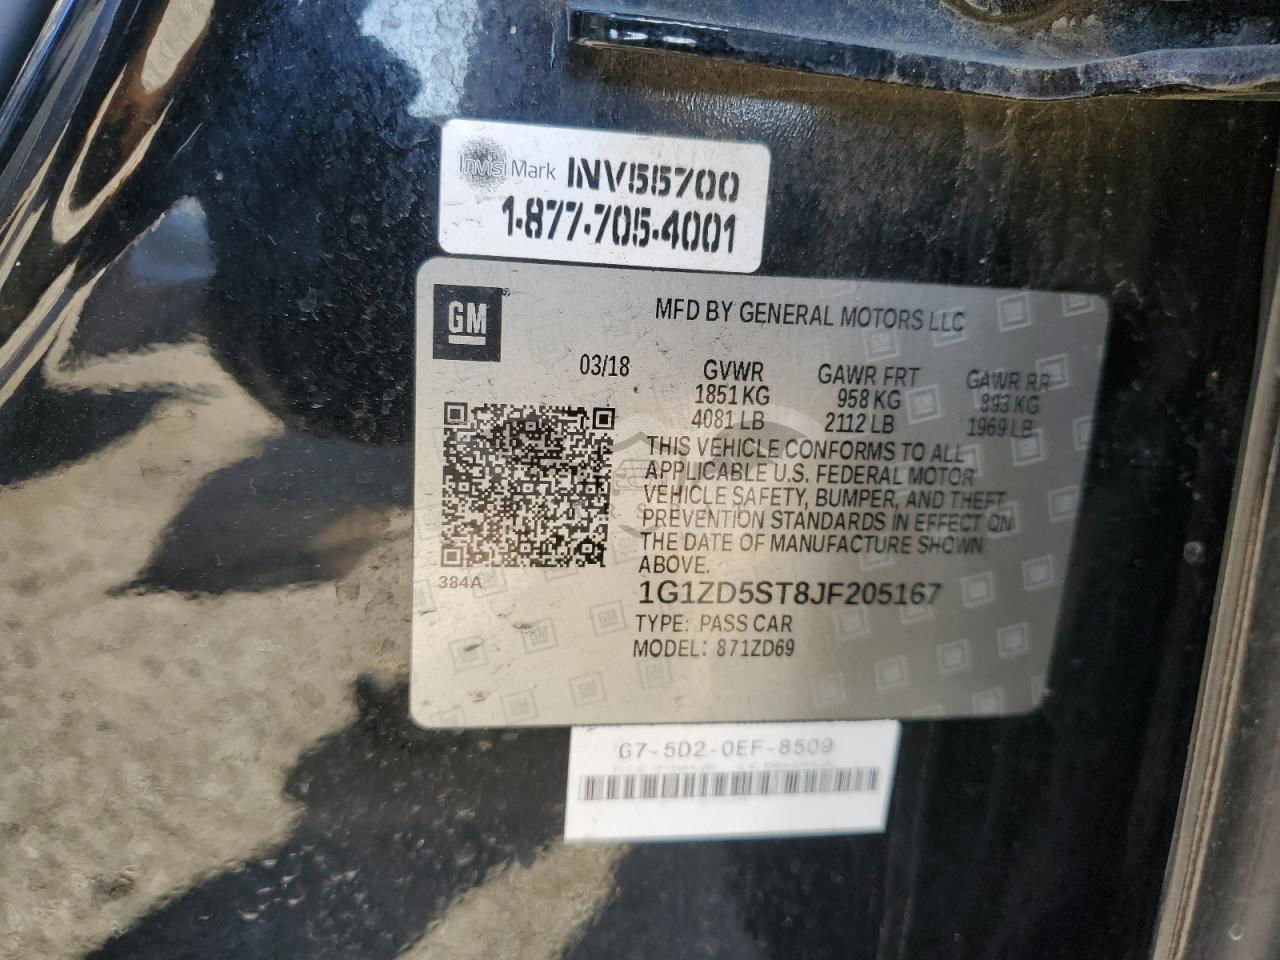 InvisiMark INV55700
1-877-705-4001
GM
MFD BY GENERAL MOTORS LLC
03/18 GVWR GAWR FRT GAWR RR
1851 KG 958 KG 893 KG
4081 LB 2112 LB 1969 LB
THIS VEHICLE CONFORMS TO ALL
APPLICABLE U.S. FEDERAL MOTOR
VEHICLE SAFETY, BUMPER, AND THEFT
PREVENTION STANDARDS IN EFFECT ON
THE DATE OF MANUFACTURE SHOWN
ABOVE.
384A
1G1ZD5ST8JF205167
TYPE: PASS CAR
MODEL: 871ZD69
G7-5D2-0EF-8509